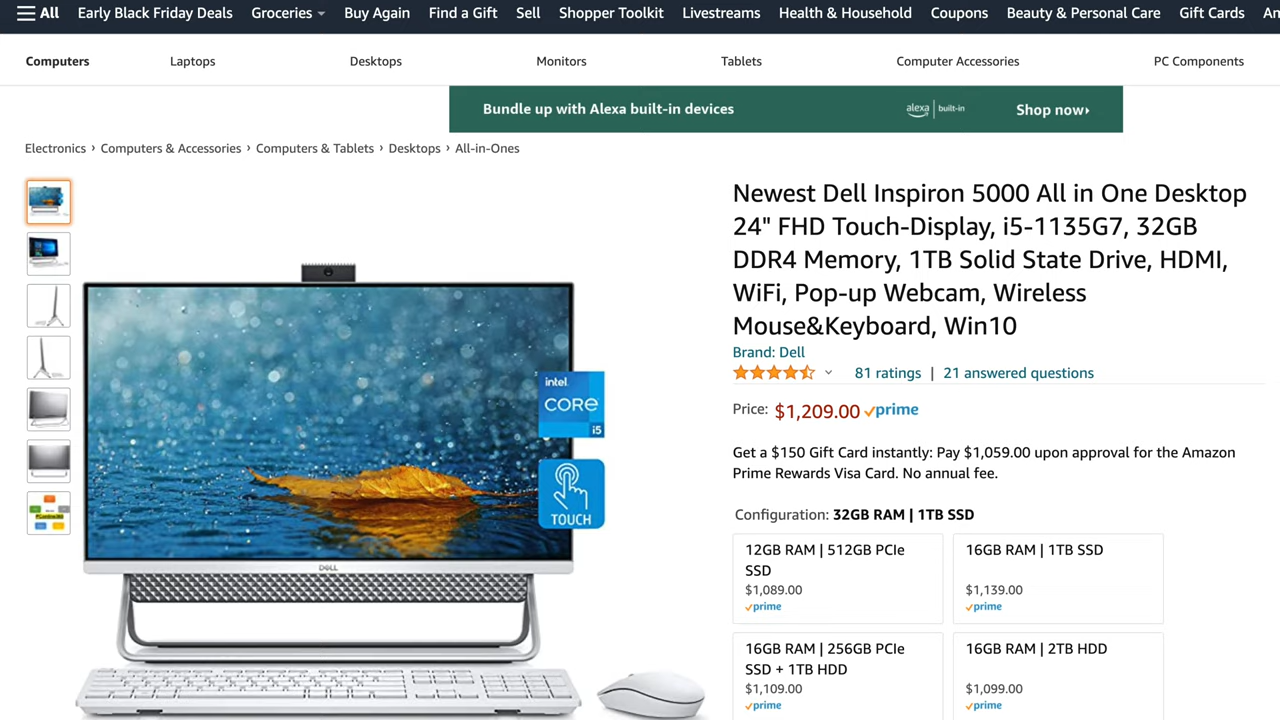 All Early Black Friday Deals Groceries Buy Again Find a Gift Sell Shopper Toolkit Livestreams Health & Household Coupons Beauty & Personal Care Gift Cards
Computers Laptops Desktops Monitors Tablets Computer Accessories PC Components
Bundle up with Alexa built-in devices alexa built-in Shop now
Electronics › Computers & Accessories › Computers & Tablets › Desktops › All-in-Ones
Newest Dell Inspiron 5000 All in One Desktop
24" FHD Touch-Display, i5-1135G7, 32GB
DDR4 Memory, 1TB Solid State Drive, HDMI,
WiFi, Pop-up Webcam, Wireless
Mouse&Keyboard, Win10
Brand: Dell
81 ratings | 21 answered questions
Price: $1,209.00 prime
Get a $150 Gift Card instantly: Pay $1,059.00 upon approval for the Amazon
Prime Rewards Visa Card. No annual fee.
Configuration: 32GB RAM | 1TB SSD
12GB RAM | 512GB PCIe
SSD
$1,089.00
prime
16GB RAM | 1TB SSD
$1,139.00
prime
16GB RAM | 256GB PCIe
SSD + 1TB HDD
$1,109.00
prime
16GB RAM | 2TB HDD
$1,099.00
prime
intel
CORE
i5
TOUCH
DELL